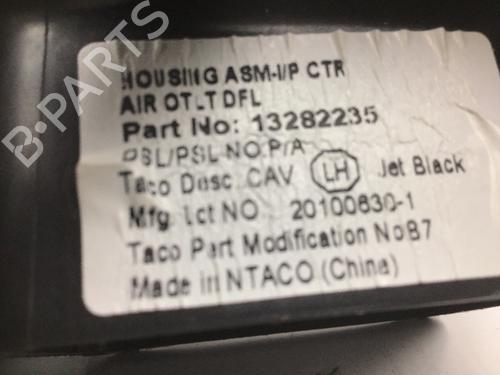 HOUSING ASM-I/P CTR
AIR OTLT DFL
Part No: 13282235
PSL/PSL NO.P/A
Taco Desc CAV LH Jet Black
Mfg Lot NO 20100630-1
Taco Part Modification NoB7
Made in NTACO (China)